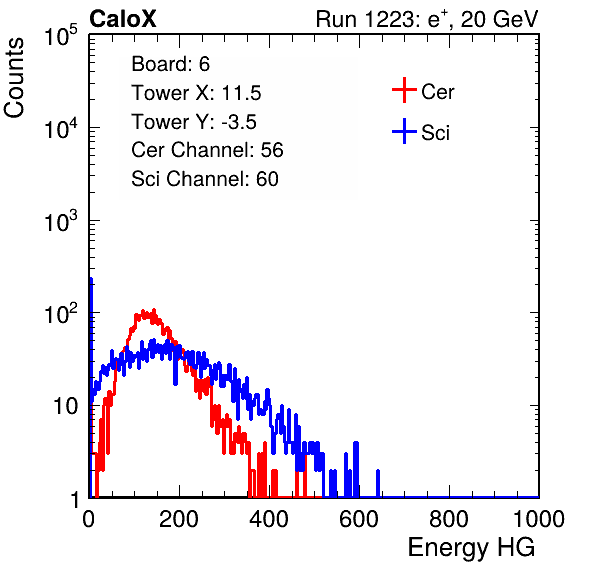 CaloX Run 1223: e⁺, 20 GeV
Counts
Board: 6
Tower X: 11.5
Tower Y: -3.5
Cer Channel: 56
Sci Channel: 60
Cer
Sci
10⁵
10⁴
10³
10²
10
1
0 200 400 600 800 1000
Energy HG